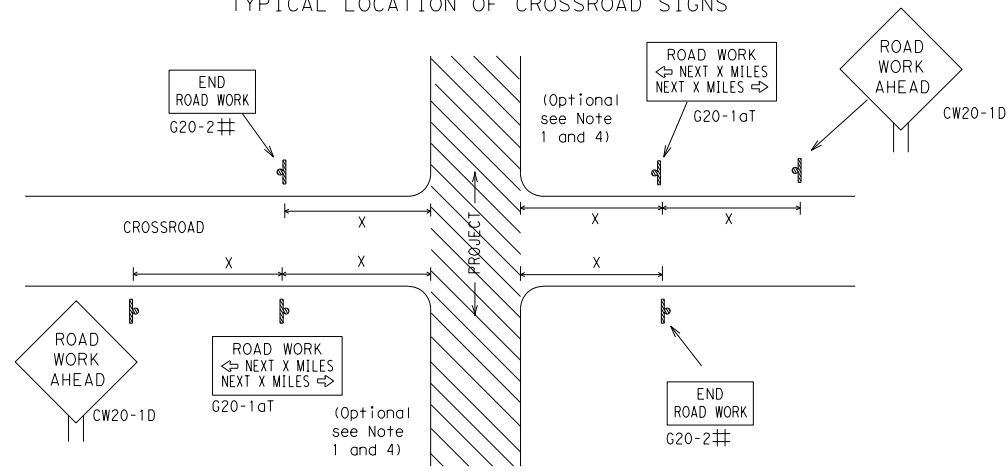 TYPICAL LOCATION OF CROSSROAD SIGNS
END
ROAD WORK
G20-2⌗
(Optional
see Note
1 and 4)
ROAD WORK
⇦ NEXT X MILES
NEXT X MILES ⇨
G20-1aT
ROAD
WORK
AHEAD
CW20-1D
X
X
X
CROSSROAD
PROJECT
X
X
X
ROAD
WORK
AHEAD
CW20-1D
ROAD WORK
⇦ NEXT X MILES
NEXT X MILES ⇨
G20-1aT
(Optional
see Note
1 and 4)
END
ROAD WORK
G20-2⌗